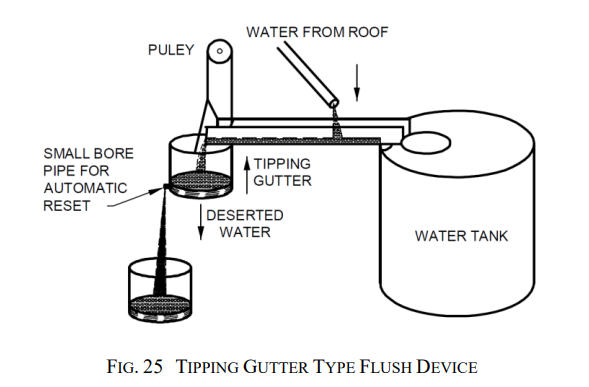 WATER FROM ROOF
PULEY
SMALL BORE
PIPE FOR
AUTOMATIC
RESET
TIPPING
GUTTER
DESERTED
WATER
WATER TANK
FIG. 25 TIPPING GUTTER TYPE FLUSH DEVICE